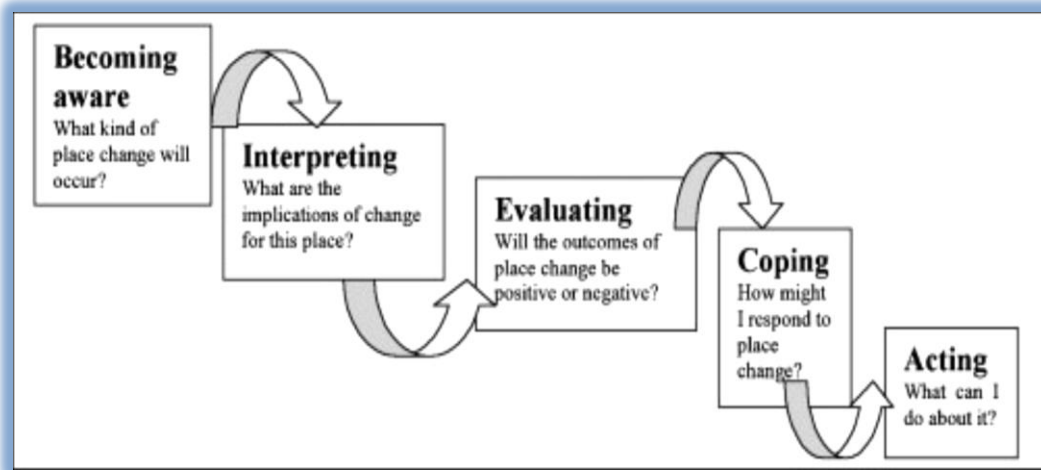 Becoming
aware
What kind of
place change will
occur?
Interpreting
What are the
implications of change
for this place?
Evaluating
Will the outcomes of
place change be
positive or negative?
Coping
How might
I respond to
place
change?
Acting
What can I
do about it?